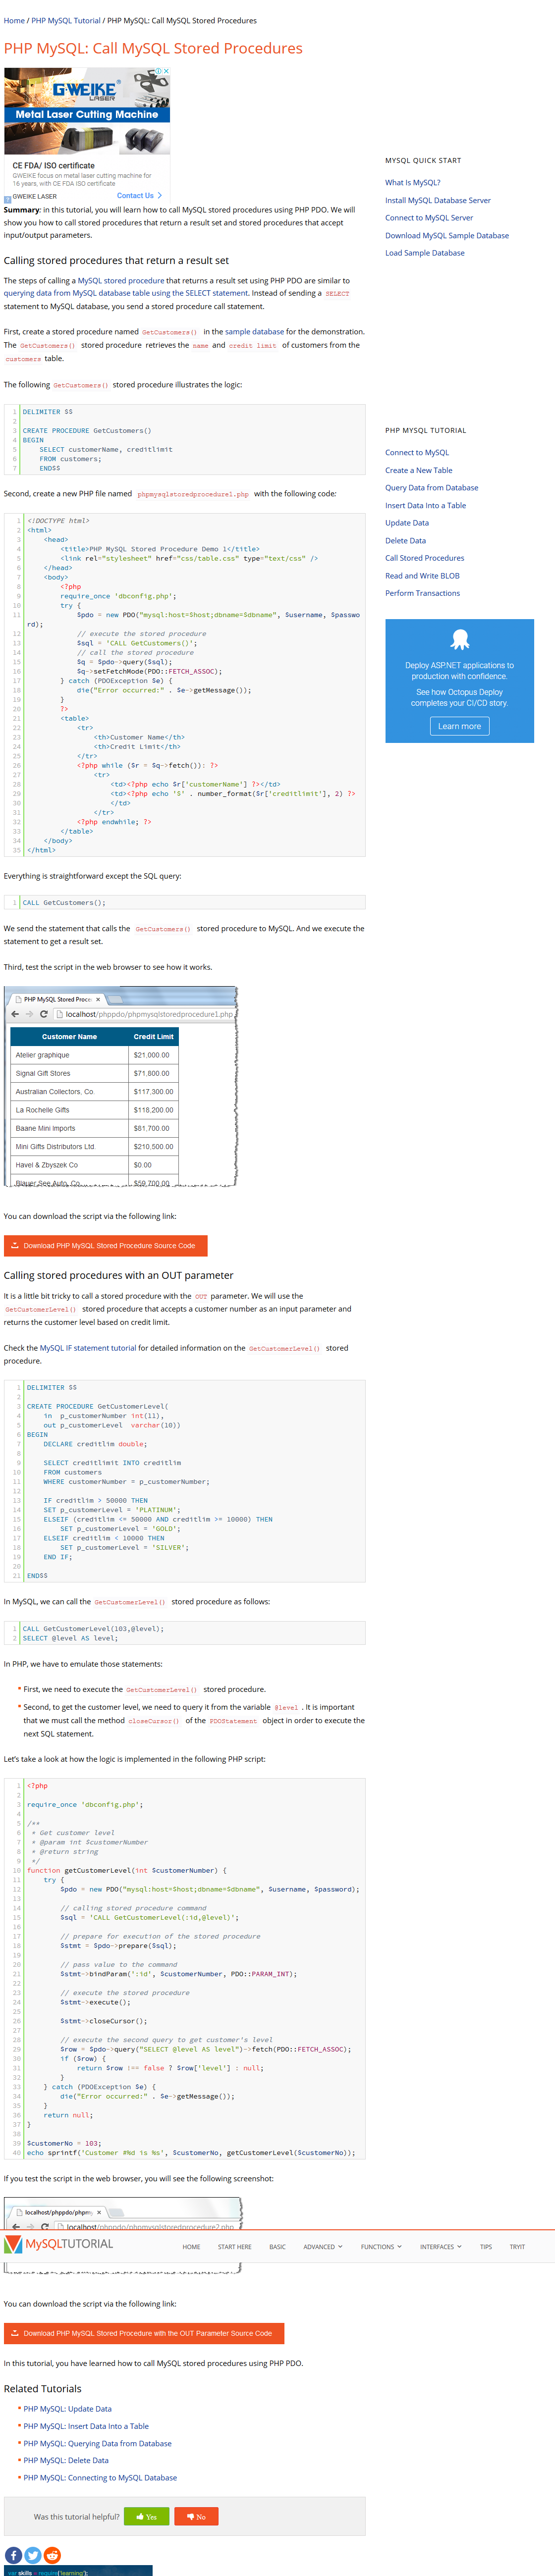 Home / PHP MySQL Tutorial / PHP MySQL: Call MySQL Stored Procedures
PHP MySQL: Call MySQL Stored Procedures
G·WEIKE®
LASER
Metal Laser Cutting Machine
CE FDA/ ISO certificate
GWEIKE focus on metal laser cutting machine for
16 years, with CE FDA ISO certificate
GWEIKE LASER
Contact Us
Summary: in this tutorial, you will learn how to call MySQL stored procedures using PHP PDO. We will
show you how to call stored procedures that return a result set and stored procedures that accept
input/output parameters.
Calling stored procedures that return a result set
The steps of calling a MySQL stored procedure that returns a result set using PHP PDO are similar to
querying data from MySQL database table using the SELECT statement. Instead of sending a SELECT
statement to MySQL database, you send a stored procedure call statement.
First, create a stored procedure named GetCustomers() in the sample database for the demonstration.
The GetCustomers() stored procedure retrieves the name and credit limit of customers from the
customers table.
The following GetCustomers() stored procedure illustrates the logic:
1 DELIMITER $$
2
3 CREATE PROCEDURE GetCustomers()
4 BEGIN
5 SELECT customerName, creditlimit
6 FROM customers;
7 END$$
Second, create a new PHP file named phpmysqlstoredprocedure1.php with the following code:
1 <!DOCTYPE html>
2 <html>
3 <head>
4 <title>PHP MySQL Stored Procedure Demo 1</title>
5 <link rel="stylesheet" href="css/table.css" type="text/css" />
6 </head>
7 <body>
8 <?php
9 require_once 'dbconfig.php';
10 try {
11 $pdo = new PDO("mysql:host=$host;dbname=$dbname", $username, $passwo
rd);
12 // execute the stored procedure
13 $sql = 'CALL GetCustomers()';
14 // call the stored procedure
15 $q = $pdo->query($sql);
16 $q->setFetchMode(PDO::FETCH_ASSOC);
17 } catch (PDOException $e) {
18 die("Error occurred:" . $e->getMessage());
19 }
20 ?>
21 <table>
22 <tr>
23 <th>Customer Name</th>
24 <th>Credit Limit</th>
25 </tr>
26 <?php while ($r = $q->fetch()): ?>
27 <tr>
28 <td><?php echo $r['customerName'] ?></td>
29 <td><?php echo '$' . number_format($r['creditlimit'], 2) ?>
30 </td>
31 </tr>
32 <?php endwhile; ?>
33 </table>
34 </body>
35 </html>
Everything is straightforward except the SQL query:
1 CALL GetCustomers();
We send the statement that calls the GetCustomers() stored procedure to MySQL. And we execute the
statement to get a result set.
Third, test the script in the web browser to see how it works.
PHP MySQL Stored Proce
localhost/phppdo/phpmysqlstoredprocedure1.php
Customer Name Credit Limit
Atelier graphique $21,000.00
Signal Gift Stores $71,800.00
Australian Collectors, Co. $117,300.00
La Rochelle Gifts $118,200.00
Baane Mini Imports $81,700.00
Mini Gifts Distributors Ltd. $210,500.00
Havel & Zbyszek Co $0.00
Blauer See Auto, Co. $59,700.00
You can download the script via the following link:
Download PHP MySQL Stored Procedure Source Code
Calling stored procedures with an OUT parameter
It is a little bit tricky to call a stored procedure with the OUT parameter. We will use the
GetCustomerLevel() stored procedure that accepts a customer number as an input parameter and
returns the customer level based on credit limit.
Check the MySQL IF statement tutorial for detailed information on the GetCustomerLevel() stored
procedure.
1 DELIMITER $$
2
3 CREATE PROCEDURE GetCustomerLevel(
4 in p_customerNumber int(11),
5 out p_customerLevel varchar(10))
6 BEGIN
7 DECLARE creditlim double;
8
9 SELECT creditlimit INTO creditlim
10 FROM customers
11 WHERE customerNumber = p_customerNumber;
12
13 IF creditlim > 50000 THEN
14 SET p_customerLevel = 'PLATINUM';
15 ELSEIF (creditlim <= 50000 AND creditlim >= 10000) THEN
16 SET p_customerLevel = 'GOLD';
17 ELSEIF creditlim < 10000 THEN
18 SET p_customerLevel = 'SILVER';
19 END IF;
20
21 END$$
In MySQL, we can call the GetCustomerLevel() stored procedure as follows:
1 CALL GetCustomerLevel(103,@level);
2 SELECT @level AS level;
In PHP, we have to emulate those statements:
First, we need to execute the GetCustomerLevel() stored procedure.
Second, to get the customer level, we need to query it from the variable @level . It is important
that we must call the method closeCursor() of the PDOStatement object in order to execute the
next SQL statement.
Let's take a look at how the logic is implemented in the following PHP script:
1 <?php
2
3 require_once 'dbconfig.php';
4
5 /**
6 * Get customer level
7 * @param int $customerNumber
8 * @return string
9 */
10 function getCustomerLevel(int $customerNumber) {
11 try {
12 $pdo = new PDO("mysql:host=$host;dbname=$dbname", $username, $password);
13
14 // calling stored procedure command
15 $sql = 'CALL GetCustomerLevel(:id,@level)';
16
17 // prepare for execution of the stored procedure
18 $stmt = $pdo->prepare($sql);
19
20 // pass value to the command
21 $stmt->bindParam(':id', $customerNumber, PDO::PARAM_INT);
22
23 // execute the stored procedure
24 $stmt->execute();
25
26 $stmt->closeCursor();
27
28 // execute the second query to get customer's level
29 $row = $pdo->query("SELECT @level AS level")->fetch(PDO::FETCH_ASSOC);
30 if ($row) {
31 return $row !== false ? $row['level'] : null;
32 }
33 } catch (PDOException $e) {
34 die("Error occurred:" . $e->getMessage());
35 }
36 return null;
37 }
38
39 $customerNo = 103;
40 echo sprintf('Customer #%d is %s', $customerNo, getCustomerLevel($customerNo));
If you test the script in the web browser, you will see the following screenshot:
localhost/phppdo/phpmy
localhost/phppdo/phpmysqlstoredprocedure2.php
MySQLTUTORIAL
HOME START HERE BASIC ADVANCED FUNCTIONS INTERFACES TIPS TRYIT
You can download the script via the following link:
Download PHP MySQL Stored Procedure with the OUT Parameter Source Code
In this tutorial, you have learned how to call MySQL stored procedures using PHP PDO.
Related Tutorials
PHP MySQL: Update Data
PHP MySQL: Insert Data Into a Table
PHP MySQL: Querying Data from Database
PHP MySQL: Delete Data
PHP MySQL: Connecting to MySQL Database
Was this tutorial helpful? Yes No
var skills = require('learning');
MYSQL QUICK START
What Is MySQL?
Install MySQL Database Server
Connect to MySQL Server
Download MySQL Sample Database
Load Sample Database
PHP MYSQL TUTORIAL
Connect to MySQL
Create a New Table
Query Data from Database
Insert Data Into a Table
Update Data
Delete Data
Call Stored Procedures
Read and Write BLOB
Perform Transactions
Deploy ASP.NET applications to
production with confidence.
See how Octopus Deploy
completes your CI/CD story.
Learn more